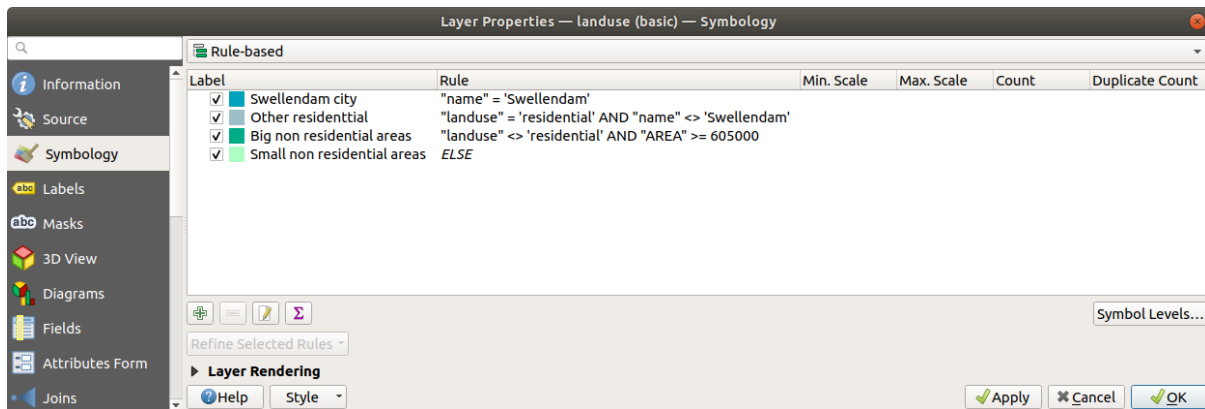 Layer Properties — landuse (basic) — Symbology
Rule-based
Information
Source
Symbology
Labels
Masks
3D View
Diagrams
Fields
Attributes Form
Joins
Label Rule Min. Scale Max. Scale Count Duplicate Count
Swellendam city "name" = 'Swellendam'
Other residenttial "landuse" = 'residential' AND "name" <> 'Swellendam'
Big non residential areas "landuse" <> 'residential' AND "AREA" >= 605000
Small non residential areas ELSE
Symbol Levels...
Refine Selected Rules
Layer Rendering
Help Style Apply Cancel OK